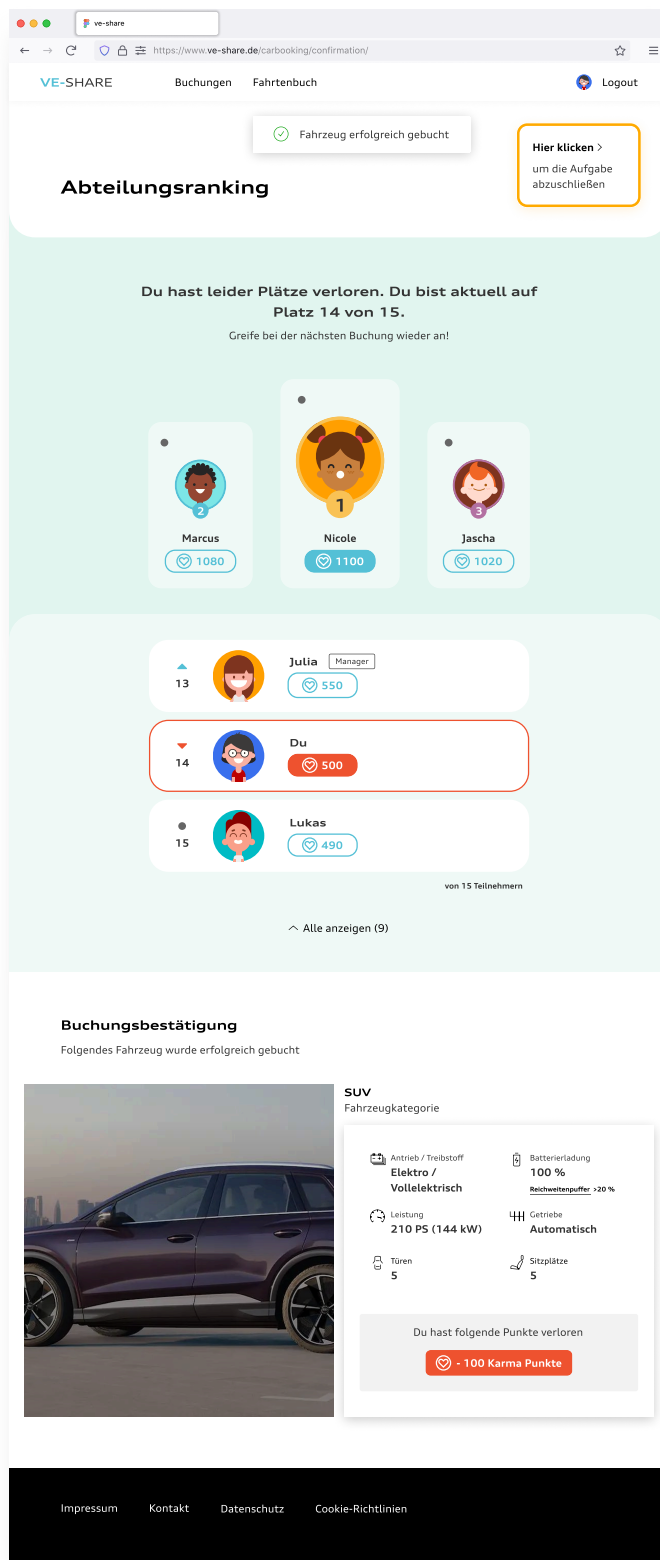 ve-share
https://www.ve-share.de/carbooking/confirmation/
VE-SHARE
Buchungen
Fahrtenbuch
Logout
Fahrzeug erfolgreich gebucht
Hier klicken
um die Aufgabe
abzuschließen
Abteilungsranking
Du hast leider Plätze verloren. Du bist aktuell auf
Platz 14 von 15.
Greife bei der nächsten Buchung wieder an!
2
Marcus
1080
1
Nicole
1100
3
Jascha
1020
13
Julia
Manager
550
14
Du
500
15
Lukas
490
von 15 Teilnehmern
Alle anzeigen (9)
Buchungsbestätigung
Folgendes Fahrzeug wurde erfolgreich gebucht
SUV
Fahrzeugkategorie
Antrieb / Treibstoff
Elektro /
Vollelektrisch
Batterieladung
100 %
Reichweitenpuffer >20 %
Leistung
210 PS (144 kW)
Getriebe
Automatisch
Türen
5
Sitzplätze
5
Du hast folgende Punkte verloren
- 100 Karma Punkte
Impressum
Kontakt
Datenschutz
Cookie-Richtlinien